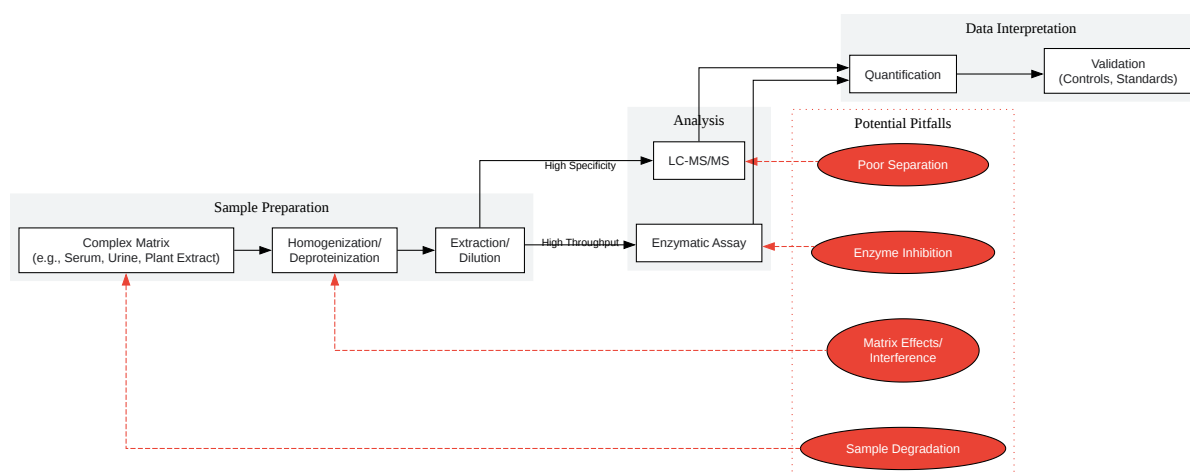 Data Interpretation
Quantification
Validation
(Controls, Standards)
Analysis
Potential Pitfalls
LC-MS/MS
Poor Separation
High Specificity
Sample Preparation
Complex Matrix
(e.g., Serum, Urine, Plant Extract)
Homogenization/
Deproteinization
Extraction/
Dilution
High Throughput
Enzymatic Assay
Enzyme Inhibition
Matrix Effects/
Interference
Sample Degradation